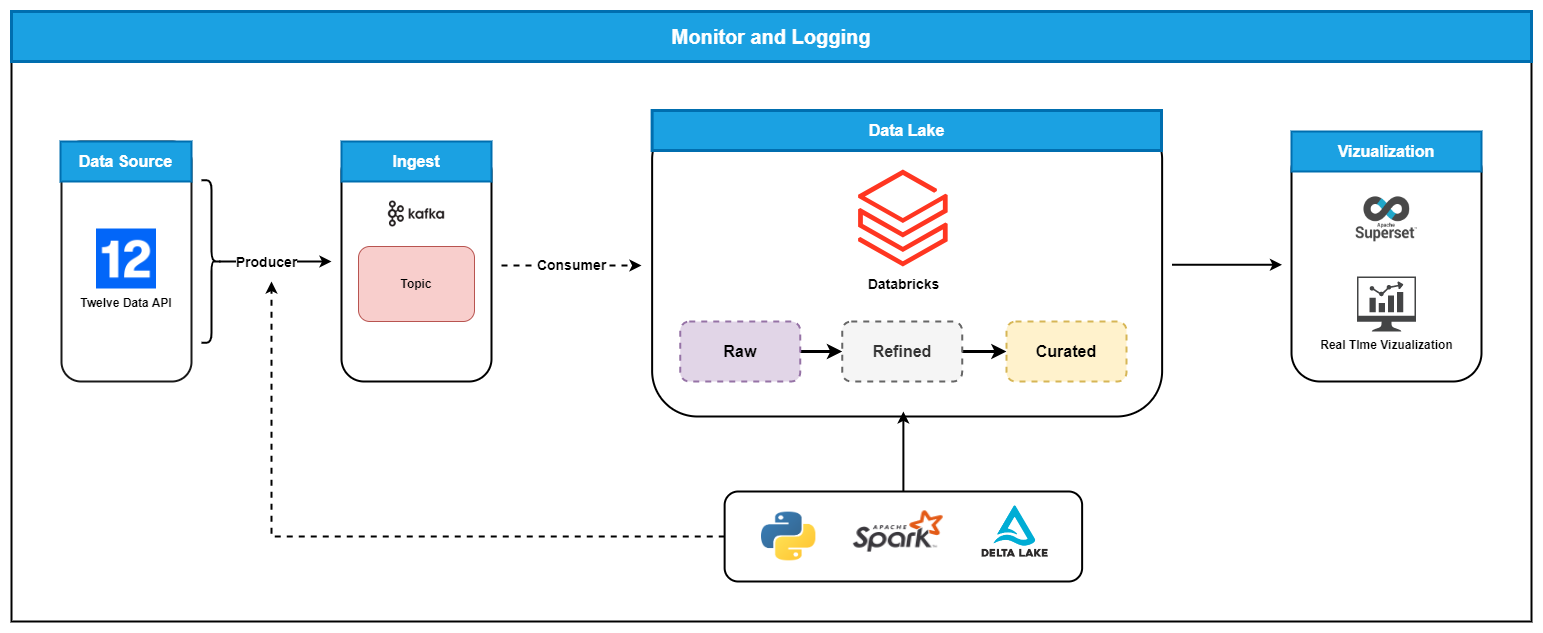 Monitor and Logging
Data Source
12
Twelve Data API
Producer
Ingest
kafka
Topic
Consumer
Data Lake
Databricks
Raw
Refined
Curated
Vizualization
Apache
Superset
Real TIme Vizualization
APACHE
Spark
DELTA LAKE